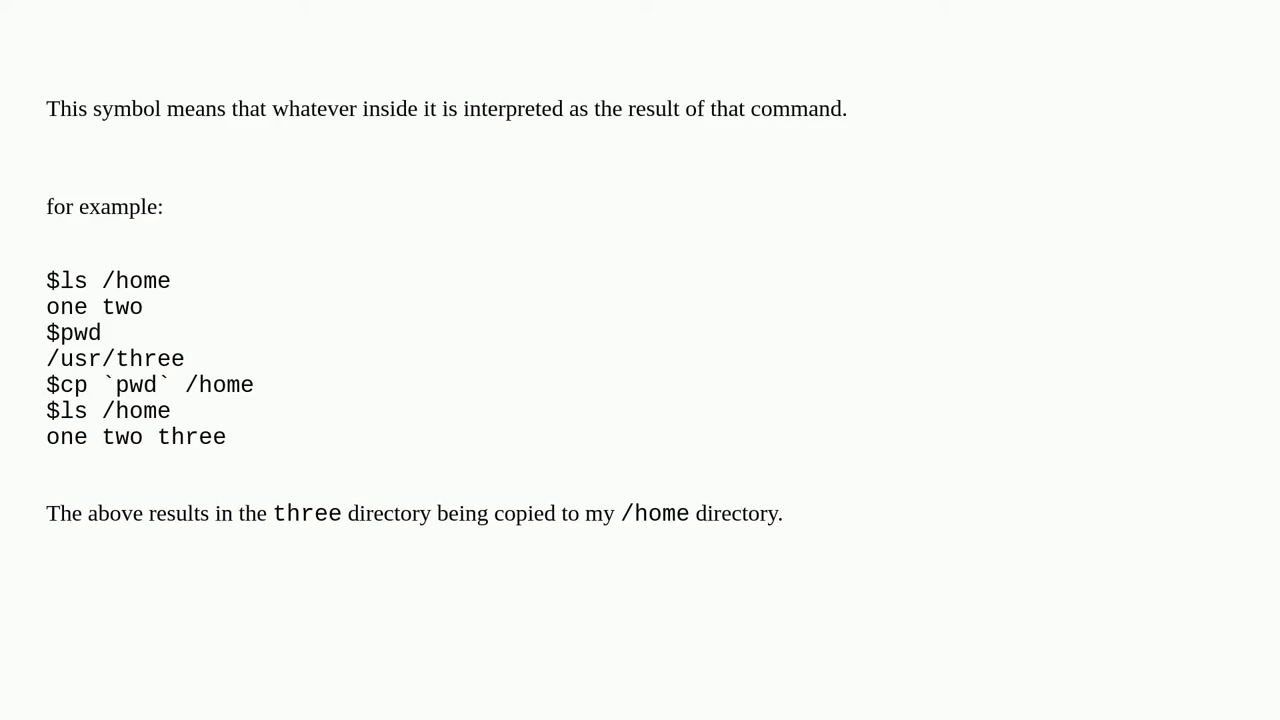 This symbol means that whatever inside it is interpreted as the result of that command.
for example:
$ls /home
one two
$pwd
/usr/three
$cp `pwd` /home
$ls /home
one two three
The above results in the three directory being copied to my /home directory.